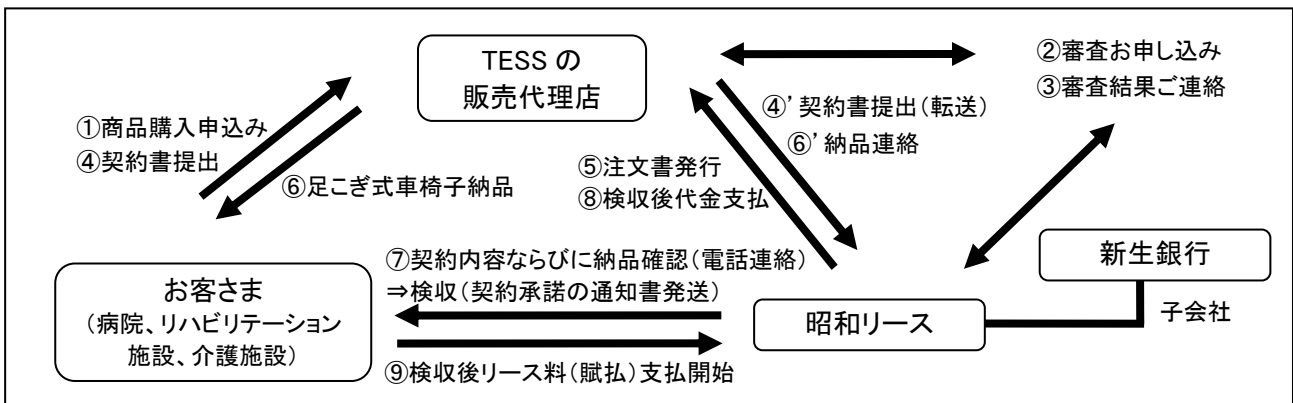 TESS の
販売代理店
②審査お申し込み
③審査結果ご連絡
①商品購入申込み
④契約書提出
④’契約書提出（転送）
⑥’納品連絡
⑤注文書発行
⑧検収後代金支払
⑥足こぎ式車椅子納品
⑦契約内容ならびに納品確認（電話連絡）
⇒検収（契約承諾の通知書発送）
新生銀行
お客さま
（病院、リハビリテーション
施設、介護施設）
昭和リース
子会社
⑨検収後リース料（賦払）支払開始